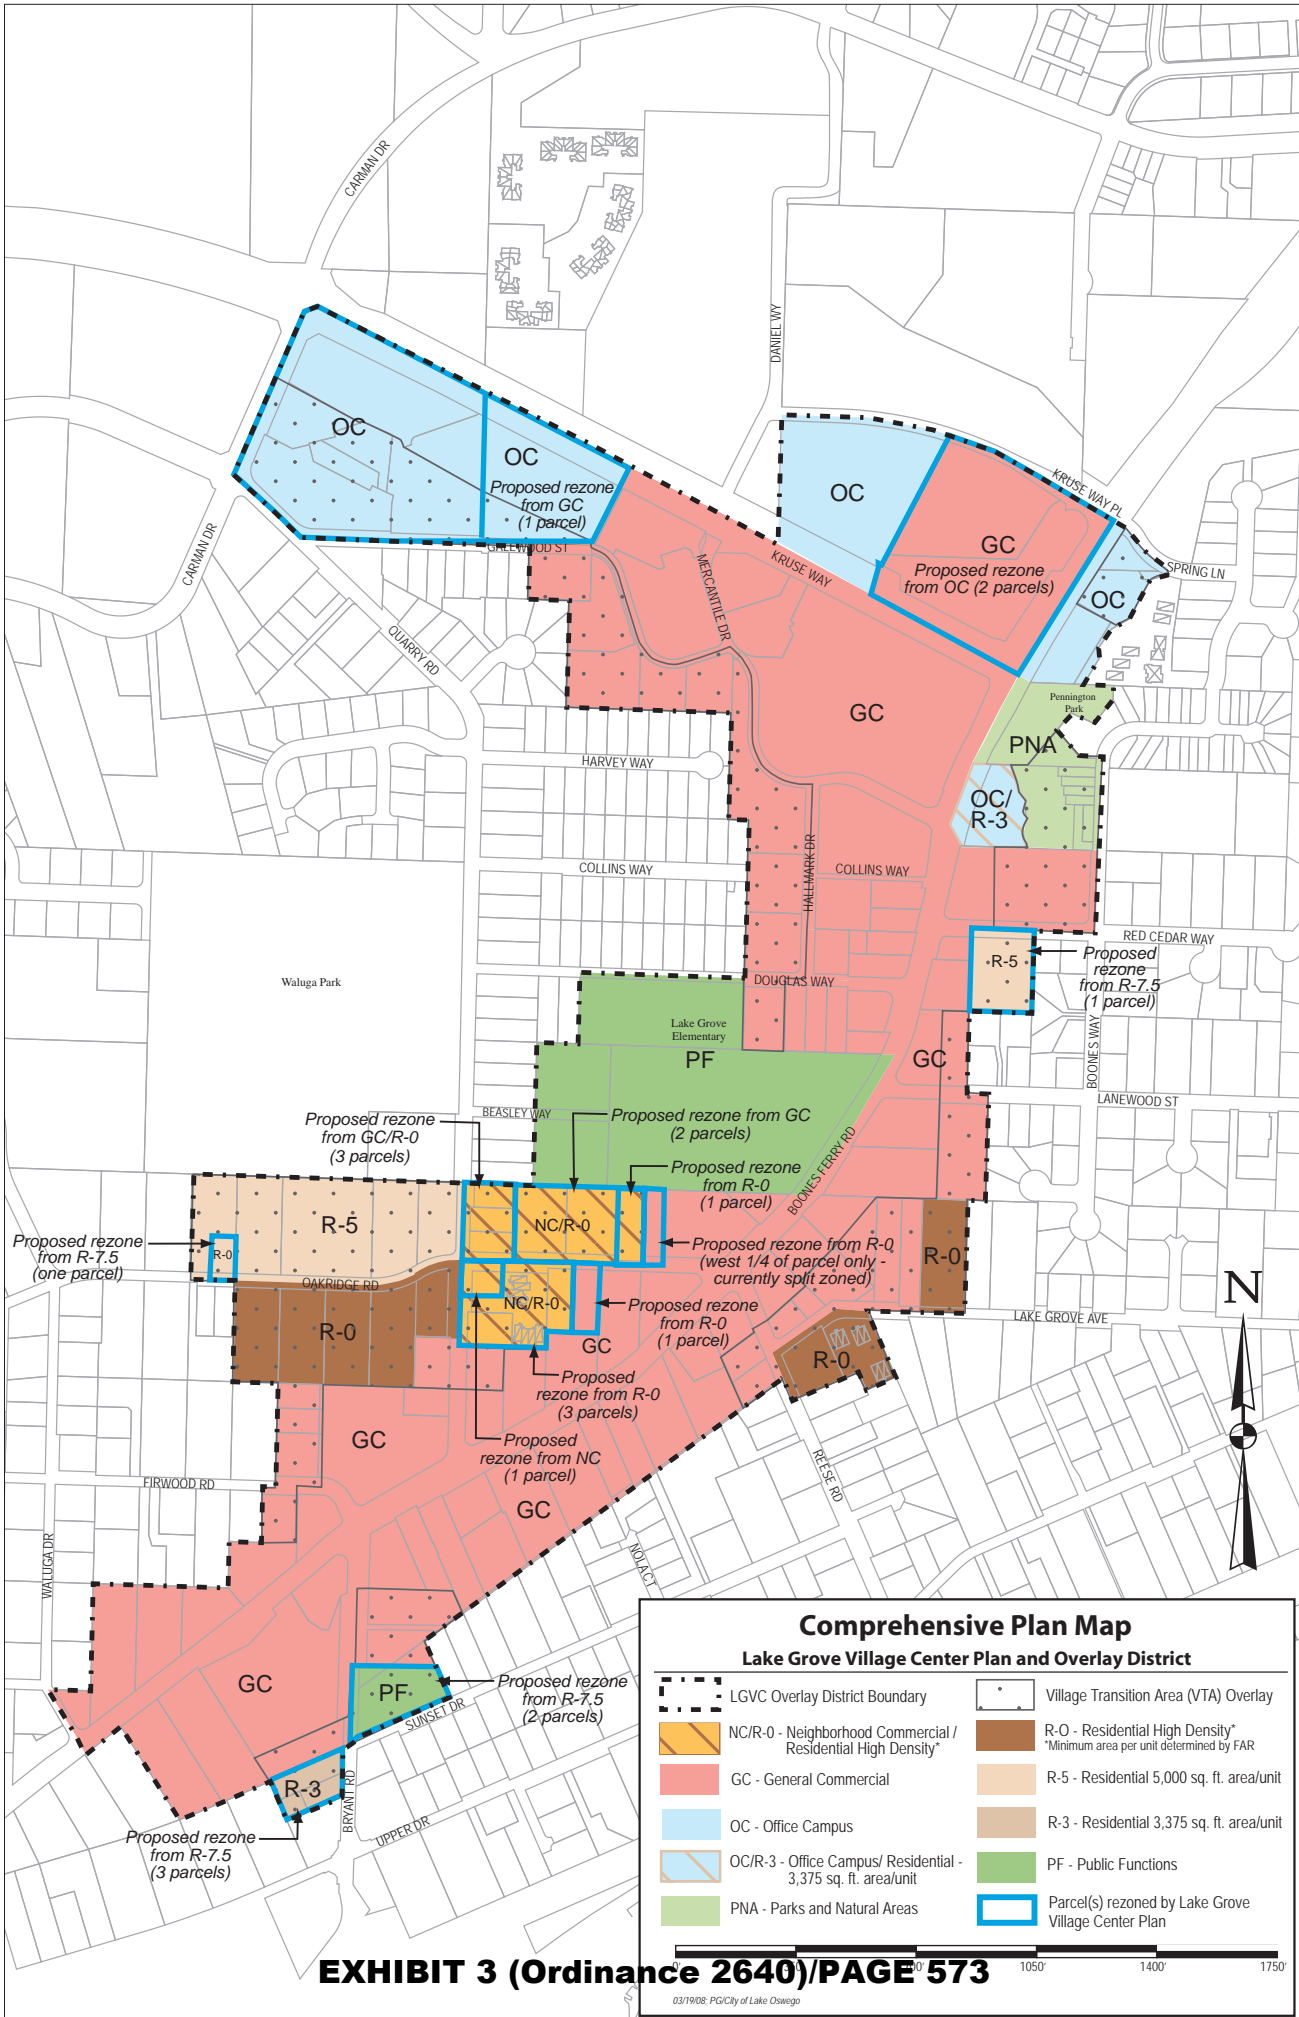 CARMAN DR
DANIEL WY
OC
OC
Proposed rezone
from GC
(1 parcel)
OC
KRUSE WAY PL
GC
Proposed rezone
from OC (2 parcels)
SPRING LN
OC
CARMAN DR
GALEWOOD ST
MERCANTILE DR
KRUSE WAY
QUARRY RD
Pennington
Park
GC
PNA
HARVEY WAY
OC/
R-3
HALLMARK DR
COLLINS WAY
COLLINS WAY
RED CEDAR WAY
R-5
Proposed
rezone
from R-7.5
(1 parcel)
Waluga Park
DOUGLAS WAY
Lake Grove
Elementary
PF
GC
BOONES WAY
LANEWOOD ST
BEASLEY WAY
Proposed rezone
from GC/R-0
(3 parcels)
Proposed rezone from GC
(2 parcels)
BOONES FERRY RD
Proposed rezone
from R-0
(1 parcel)
R-5
NC/R-0
Proposed rezone
from R-7.5
(one parcel)
R-0
Proposed rezone from R-0
(west 1/4 of parcel only -
currently split zoned)
R-0
OAKRIDGE RD
N
NC/R-0
Proposed rezone
from R-0
(1 parcel)
LAKE GROVE AVE
R-0
GC
R-0
Proposed
rezone from R-0
(3 parcels)
GC
Proposed
rezone from NC
(1 parcel)
REESE RD
FIRWOOD RD
GC
WALUGA DR
NOLA CT
GC
PF
Proposed rezone
from R-7.5
(2 parcels)
SUNSET DR
R-3
BRYANT RD
UPPER DR
Proposed rezone
from R-7.5
(3 parcels)
Comprehensive Plan Map
Lake Grove Village Center Plan and Overlay District
LGVC Overlay District Boundary
Village Transition Area (VTA) Overlay
NC/R-0 - Neighborhood Commercial /
Residential High Density*
R-O - Residential High Density*
*Minimum area per unit determined by FAR
GC - General Commercial
R-5 - Residential 5,000 sq. ft. area/unit
OC - Office Campus
R-3 - Residential 3,375 sq. ft. area/unit
OC/R-3 - Office Campus/ Residential -
3,375 sq. ft. area/unit
PF - Public Functions
PNA - Parks and Natural Areas
Parcel(s) rezoned by Lake Grove
Village Center Plan
0' 1050' 1400' 1750'
EXHIBIT 3 (Ordinance 2640)/PAGE 573
03/19/08: PG/City of Lake Oswego